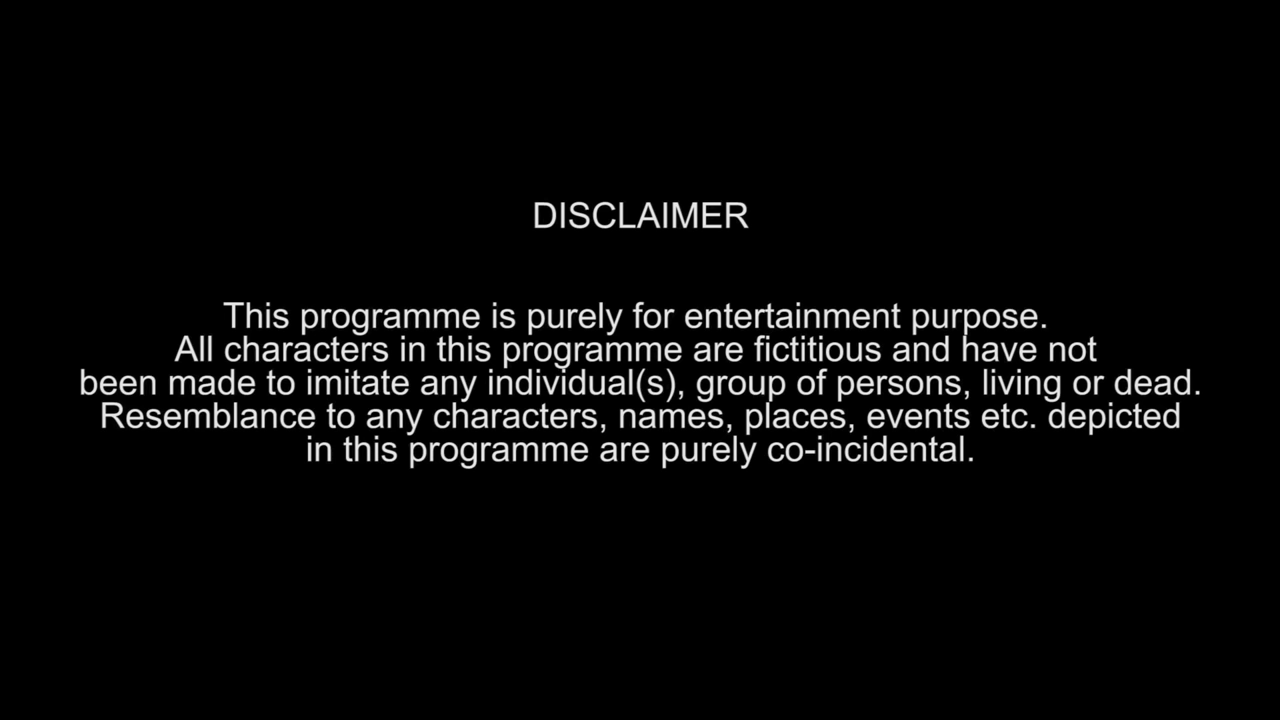 DISCLAIMER
This programme is purely for entertainment purpose.
All characters in this programme are fictitious and have not
been made to imitate any individual(s), group of persons, living or dead.
Resemblance to any characters, names, places, events etc. depicted
in this programme are purely co-incidental.